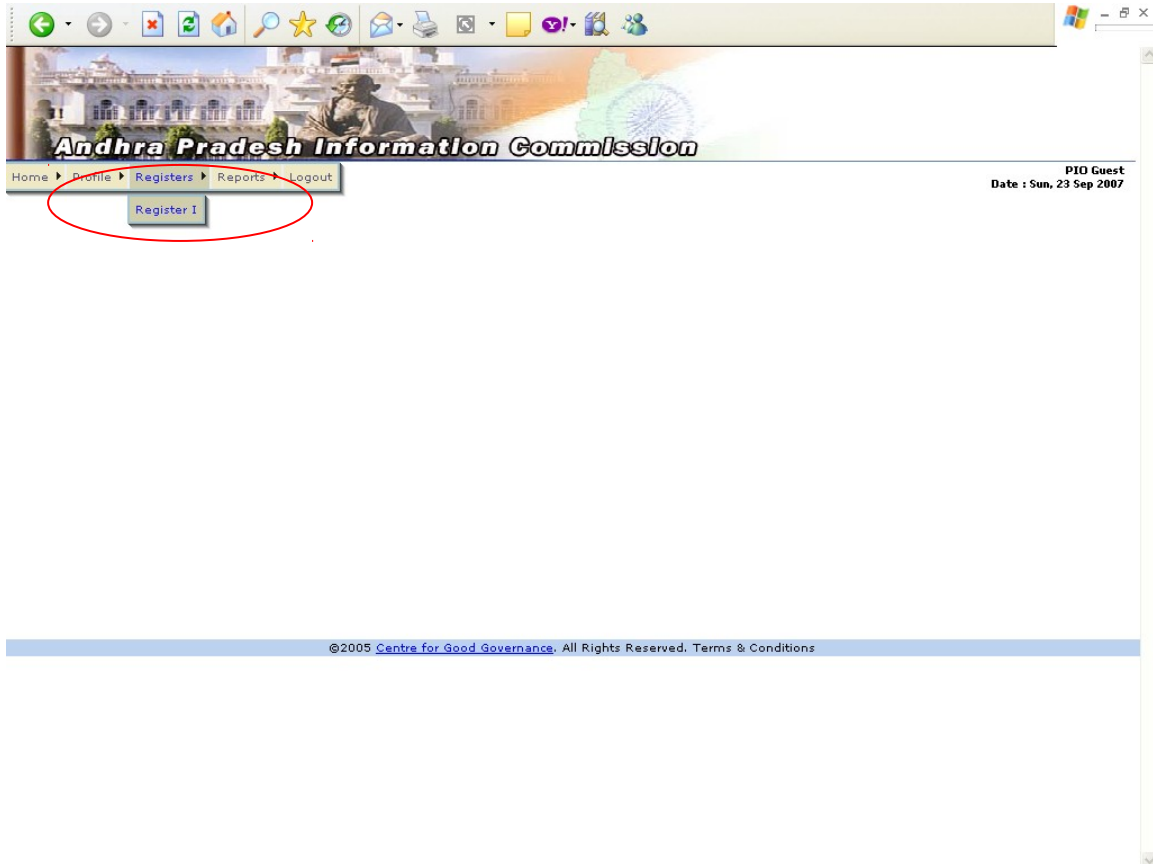 Andhra Pradesh Information Commission
Home Profile Registers Reports Logout
PIO Guest
Date : Sun, 23 Sep 2007
Register I
©2005 Centre for Good Governance. All Rights Reserved. Terms & Conditions